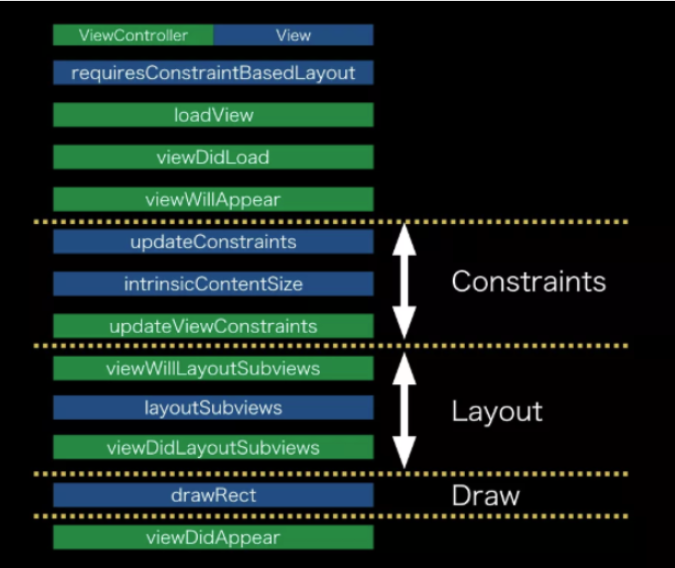 ViewController View
requiresConstraintBasedLayout
loadView
viewDidLoad
viewWillAppear
updateConstraints
intrinsicContentSize
Constraints
updateViewConstraints
viewWillLayoutSubviews
layoutSubviews
Layout
viewDidLayoutSubviews
drawRect Draw
viewDidAppear